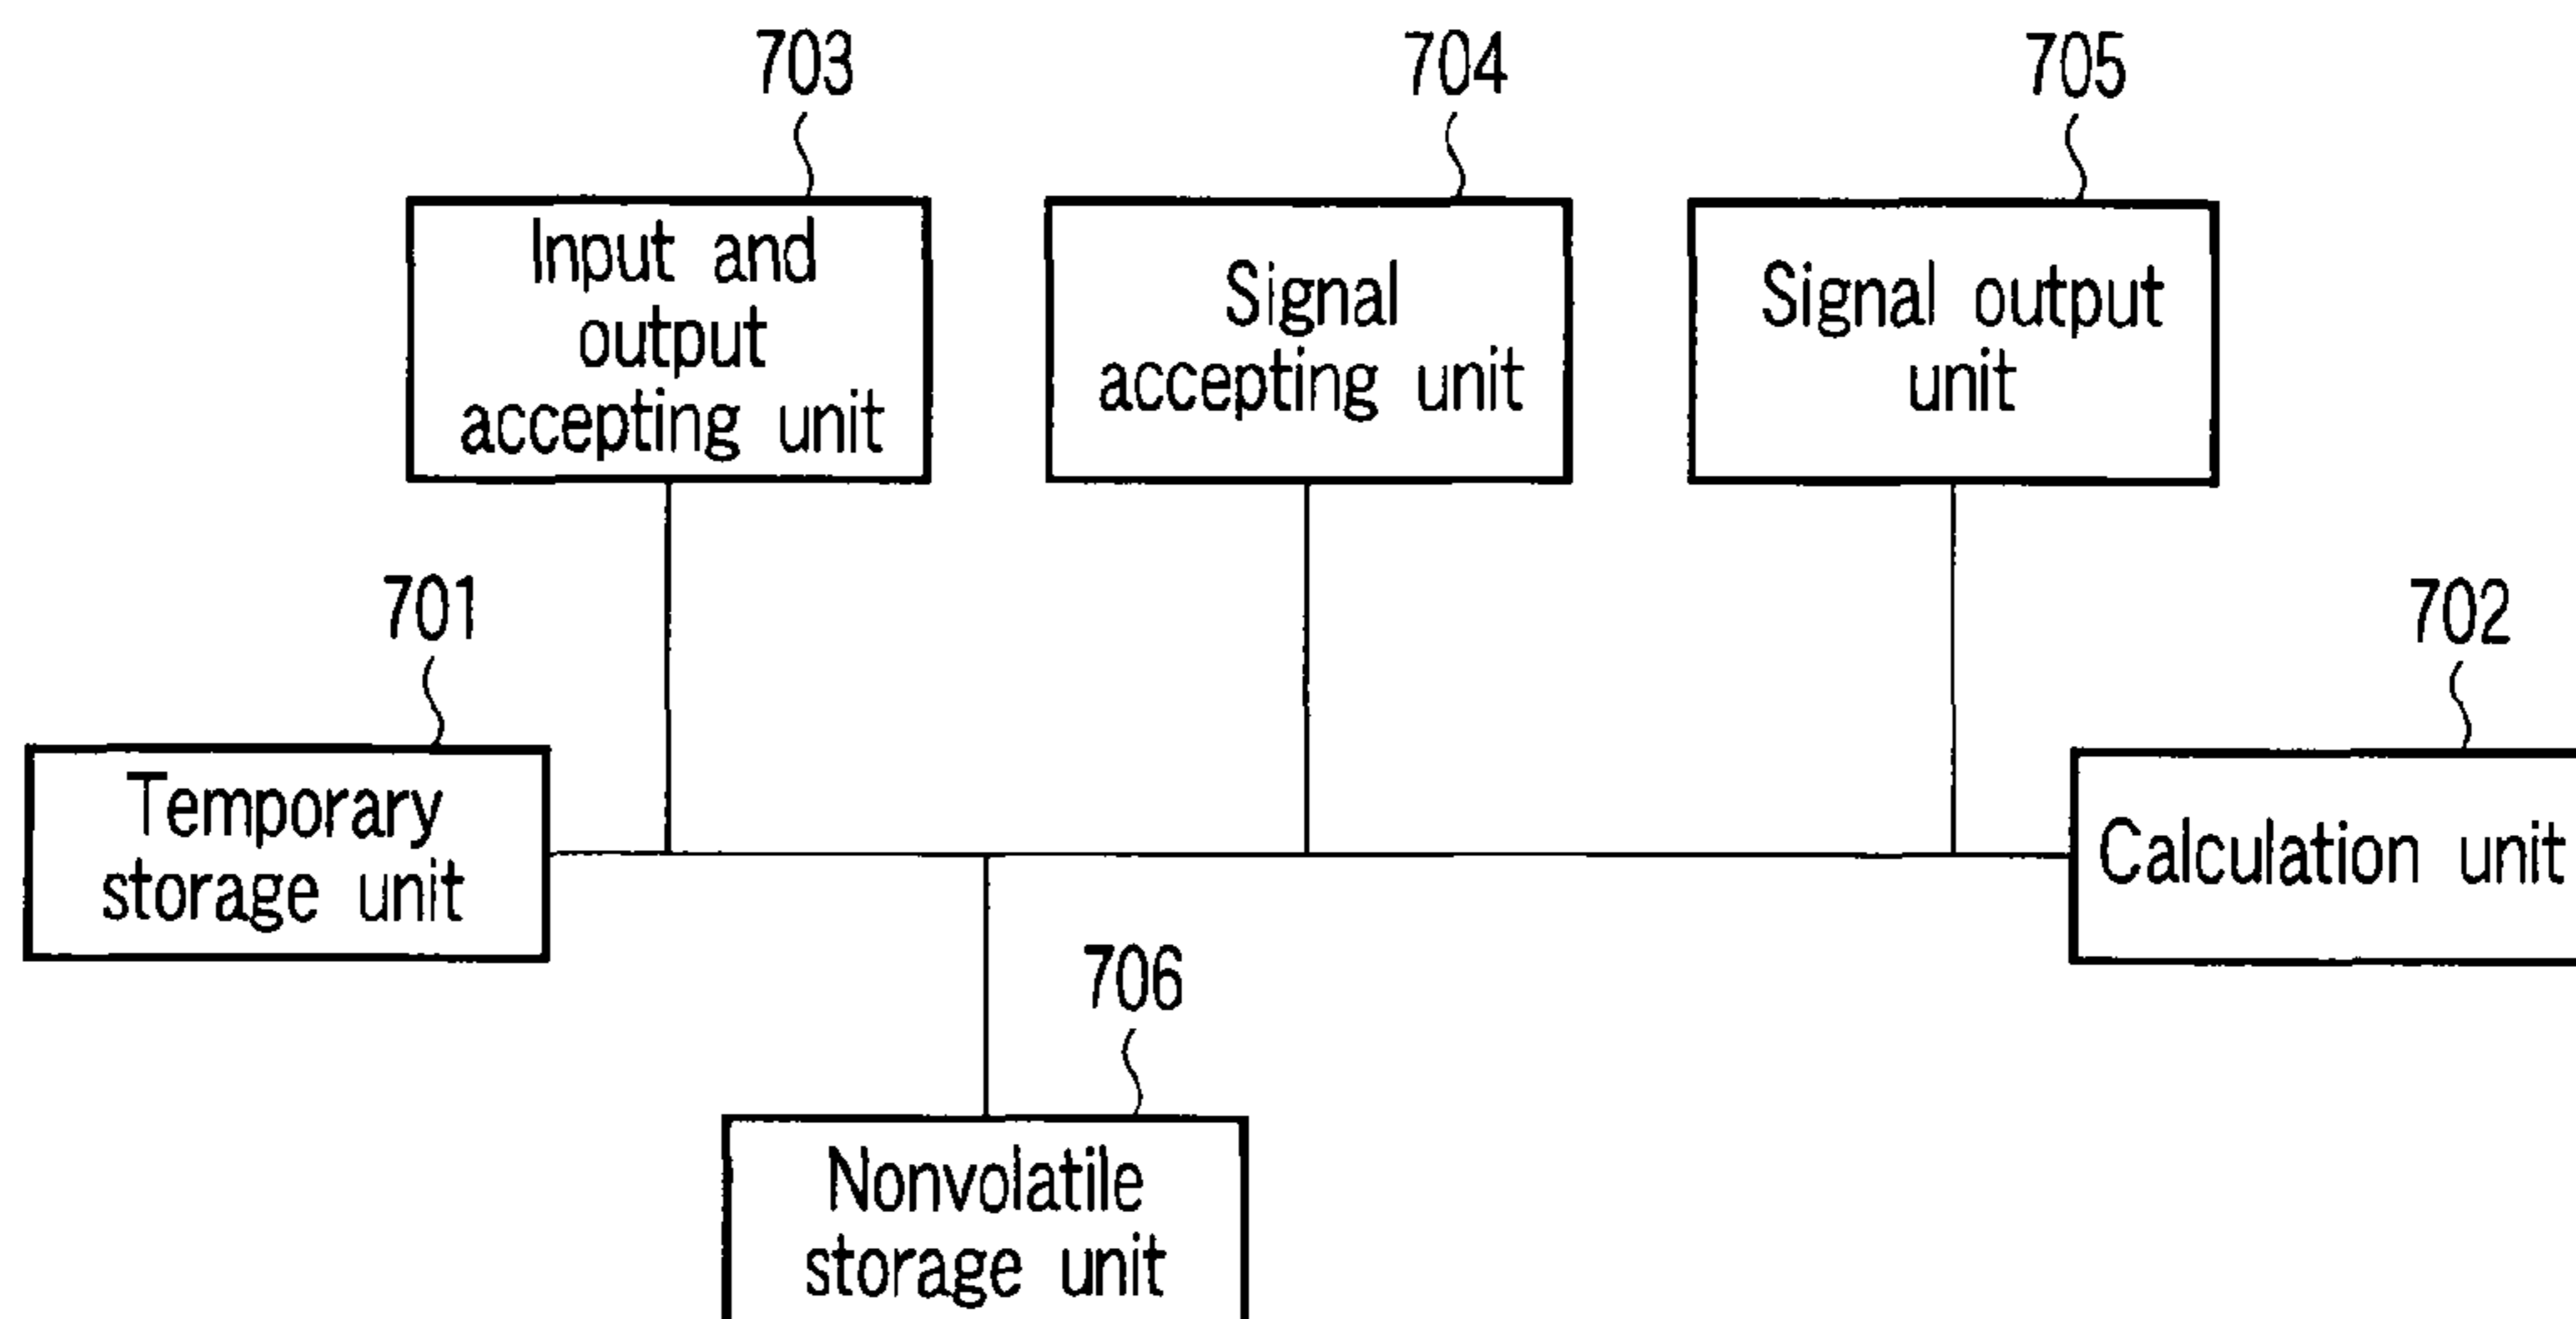 703
704
705
Input and
output
accepting unit
Signal
accepting unit
Signal output
unit
701
702
Temporary
storage unit
Calculation unit
706
Nonvolatile
storage unit